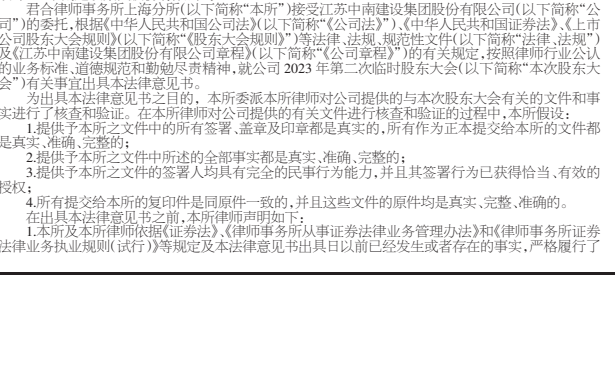 君合律师事务所上海分所(以下简称“本所”)接受江苏中南建设集团股份有限公司(以下简称“公
司”)的委托,根据《中华人民共和国公司法》(以下简称“《公司法》”)、《中华人民共和国证券法》、《上市
公司股东大会规则》(以下简称“《股东大会规则》”)等法律、法规、规范性文件(以下简称“法律、法规”)
及《江苏中南建设集团股份有限公司章程》(以下简称“《公司章程》”)的有关规定,按照律师行业公认
的业务标准、道德规范和勤勉尽责精神,就公司 2023 年第二次临时股东大会(以下简称“本次股东大
会”)有关事宜出具本法律意见书。
为出具本法律意见书之目的，本所委派本所律师对公司提供的与本次股东大会有关的文件和事
实进行了核查和验证。在本所律师对公司提供的有关文件进行核查和验证的过程中,本所假设:
1.提供予本所之文件中的所有签署、盖章及印章都是真实的,所有作为正本提交给本所的文件都
是真实、准确、完整的;
2.提供予本所之文件中所述的全部事实都是真实、准确、完整的;
3.提供予本所之文件的签署人均具有完全的民事行为能力,并且其签署行为已获得恰当、有效的
授权;
4.所有提交给本所的复印件是同原件一致的,并且这些文件的原件均是真实、完整、准确的。
在出具本法律意见书之前,本所律师声明如下:
1.本所及本所律师依据《证券法》、《律师事务所从事证券法律业务管理办法》和《律师事务所证券
法律业务执业规则(试行)》等规定及本法律意见书出具日以前已经发生或者存在的事实,严格履行了